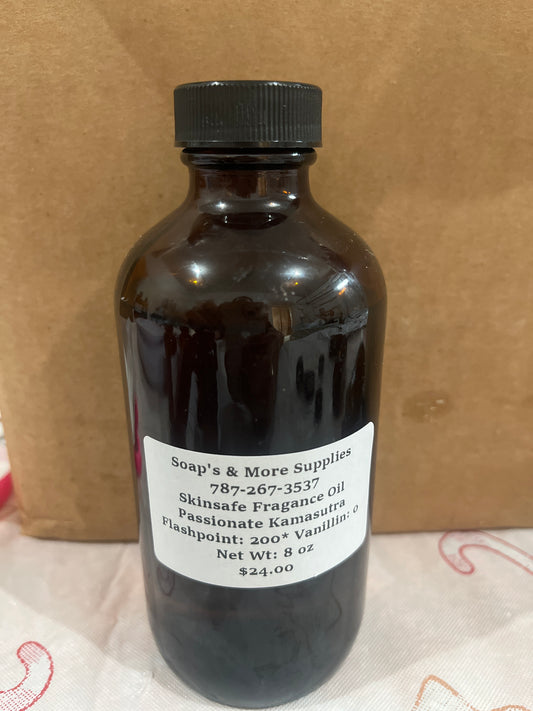 Soap's & More Supplies
787-267-3537
Skinsafe Fragance Oil
Passionate Kamasutra
Flashpoint: 200* Vanillin: 0
Net Wt: 8 oz
$24.00